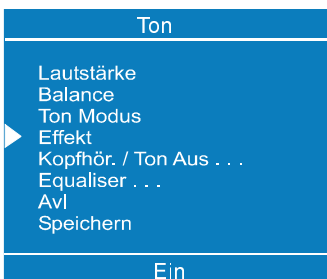 Ton
Lautstärke
Balance
Ton Modus
Effekt
Kopfhör. / Ton Aus . . .
Equaliser . . .
Avl
Speichern
Ein